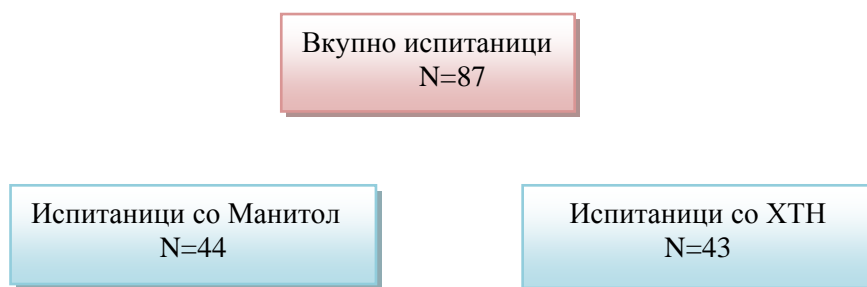 Вкупно испитаници
N=87
Испитаници со Манитол
N=44
Испитаници со ХТН
N=43